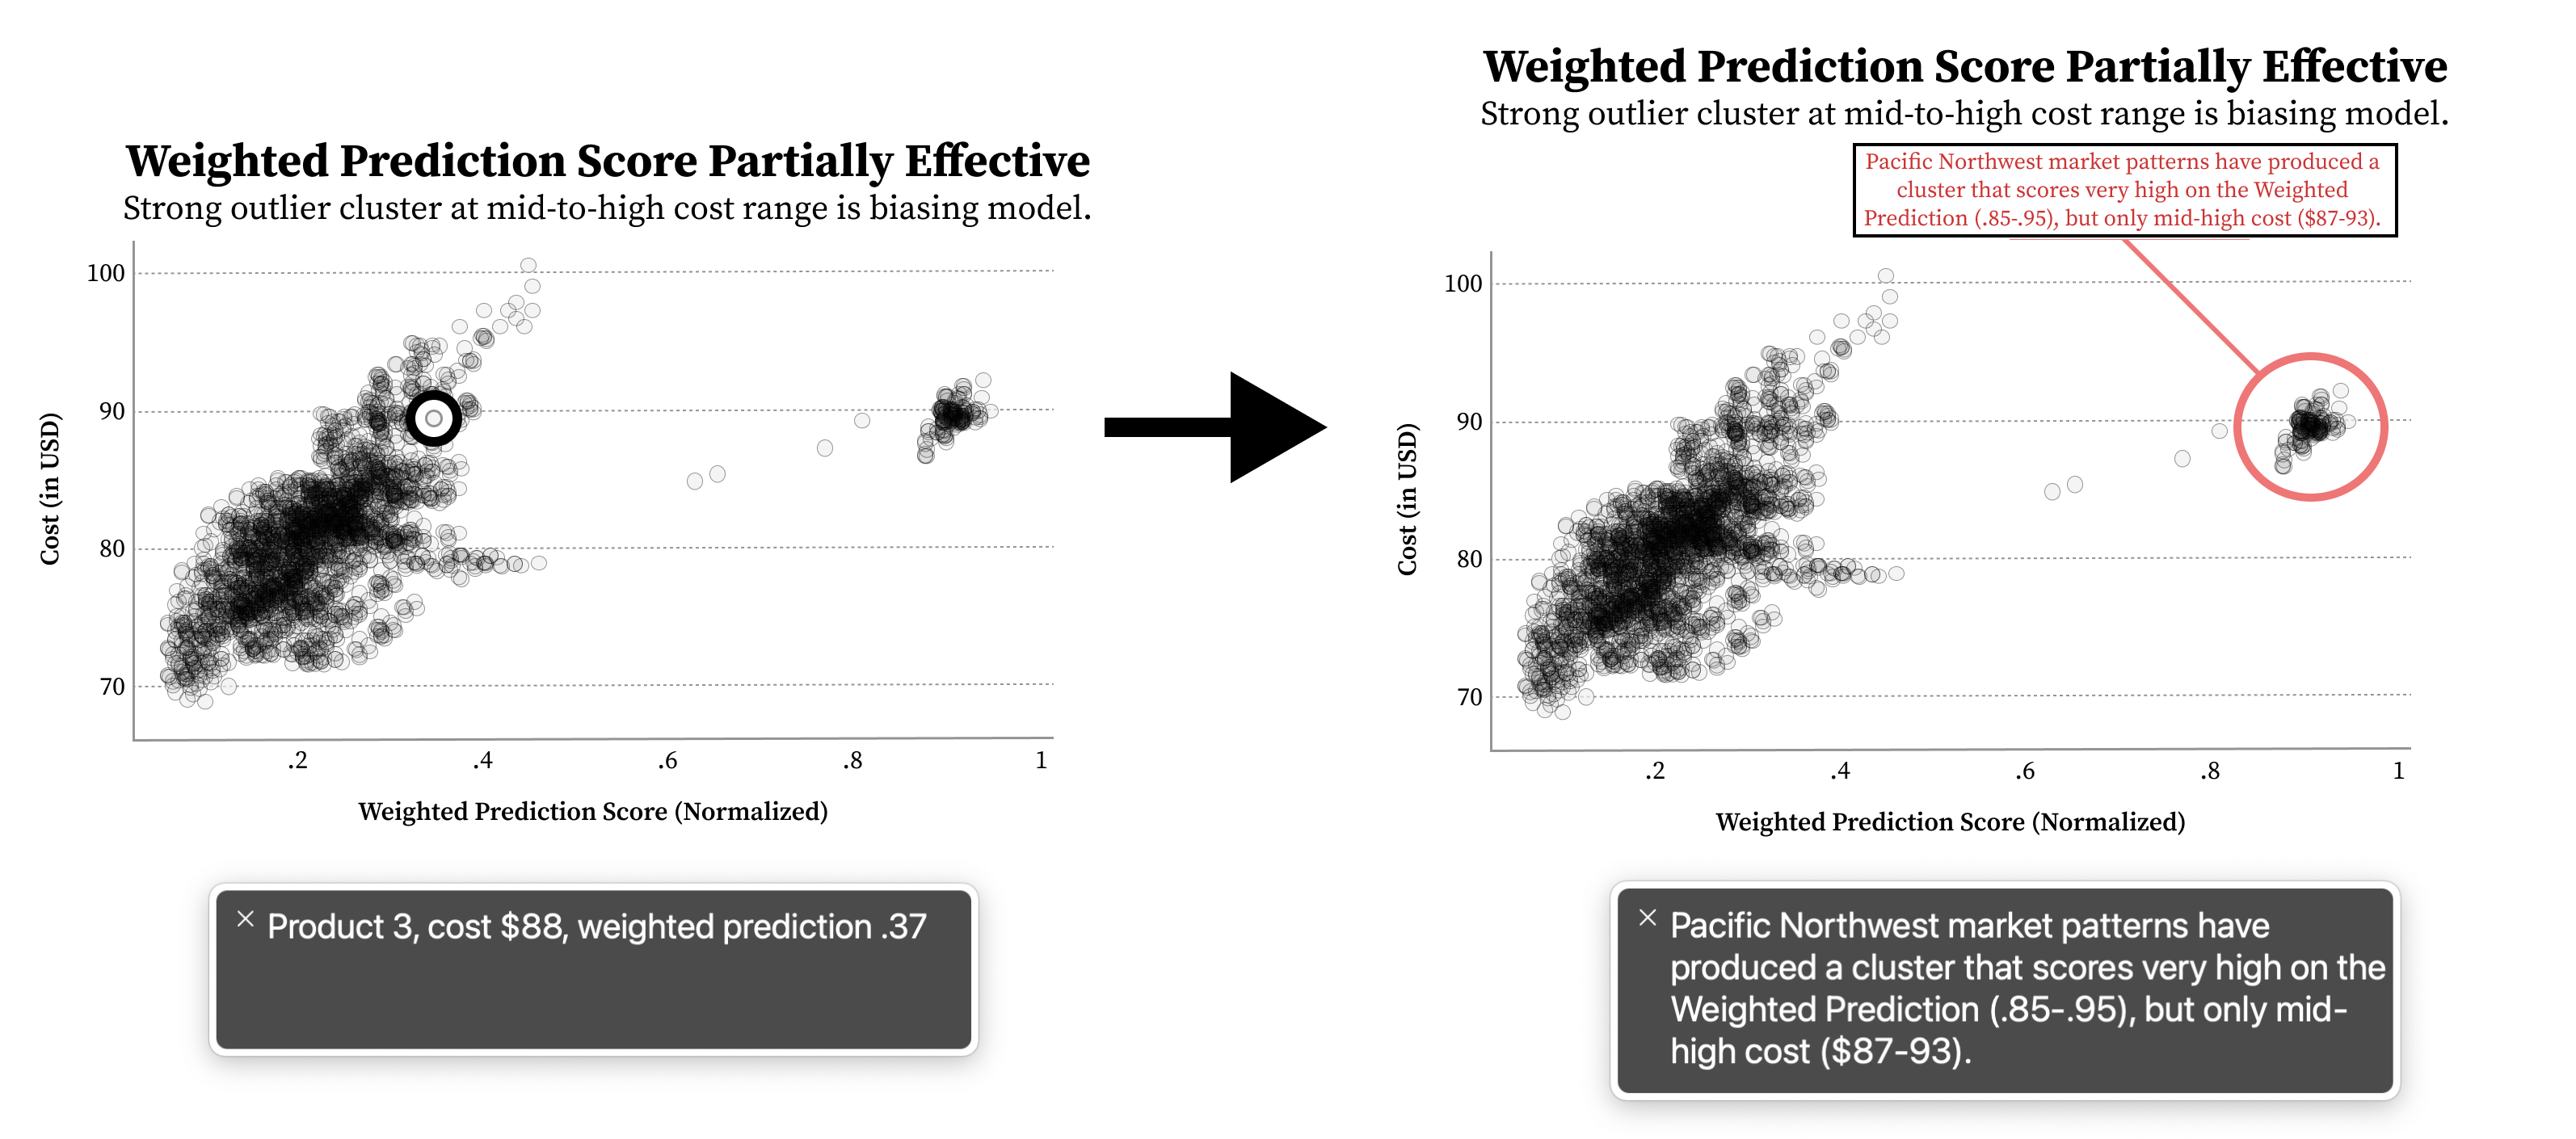 Weighted Prediction Score Partially Effective
Strong outlier cluster at mid-to-high cost range is biasing model.
100
90
80
70
Cost (in USD)
.2 .4 .6 .8 1
Weighted Prediction Score (Normalized)
× Product 3, cost $88, weighted prediction .37
Weighted Prediction Score Partially Effective
Strong outlier cluster at mid-to-high cost range is biasing model.
Pacific Northwest market patterns have produced a
cluster that scores very high on the Weighted
Prediction (.85-.95), but only mid-high cost ($87-93).
100
90
80
70
Cost (in USD)
.2 .4 .6 .8 1
Weighted Prediction Score (Normalized)
× Pacific Northwest market patterns have
produced a cluster that scores very high on the
Weighted Prediction (.85-.95), but only mid-
high cost ($87-93).